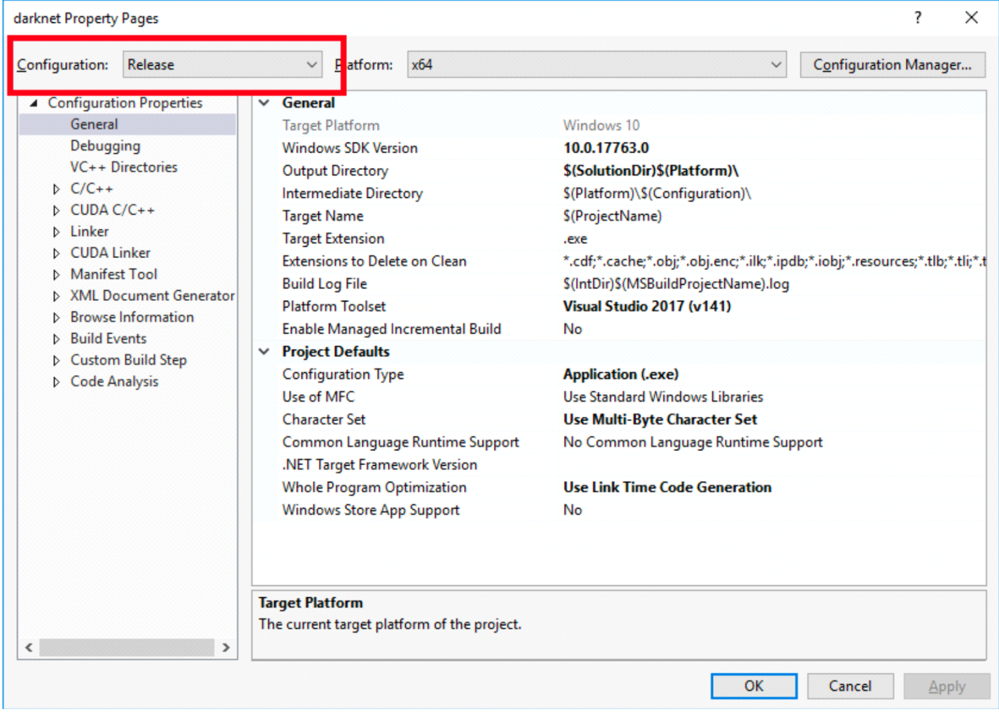 darknet Property Pages
Configuration: Release Platform: x64 Configuration Manager...
Configuration Properties
General
Debugging
VC++ Directories
C/C++
CUDA C/C++
Linker
CUDA Linker
Manifest Tool
XML Document Generator
Browse Information
Build Events
Custom Build Step
Code Analysis
General
Target Platform Windows 10
Windows SDK Version 10.0.17763.0
Output Directory $(SolutionDir)$(Platform)\
Intermediate Directory $(Platform)\$(Configuration)\
Target Name $(ProjectName)
Target Extension .exe
Extensions to Delete on Clean *.cdf;*.cache;*.obj;*.obj.enc;*.ilk;*.ipdb;*.iobj;*.resources;*.tlb;*.tli;*.t
Build Log File $(IntDir)$(MSBuildProjectName).log
Platform Toolset Visual Studio 2017 (v141)
Enable Managed Incremental Build No
Project Defaults
Configuration Type Application (.exe)
Use of MFC Use Standard Windows Libraries
Character Set Use Multi-Byte Character Set
Common Language Runtime Support No Common Language Runtime Support
.NET Target Framework Version
Whole Program Optimization Use Link Time Code Generation
Windows Store App Support No
Target Platform
The current target platform of the project.
OK Cancel Apply